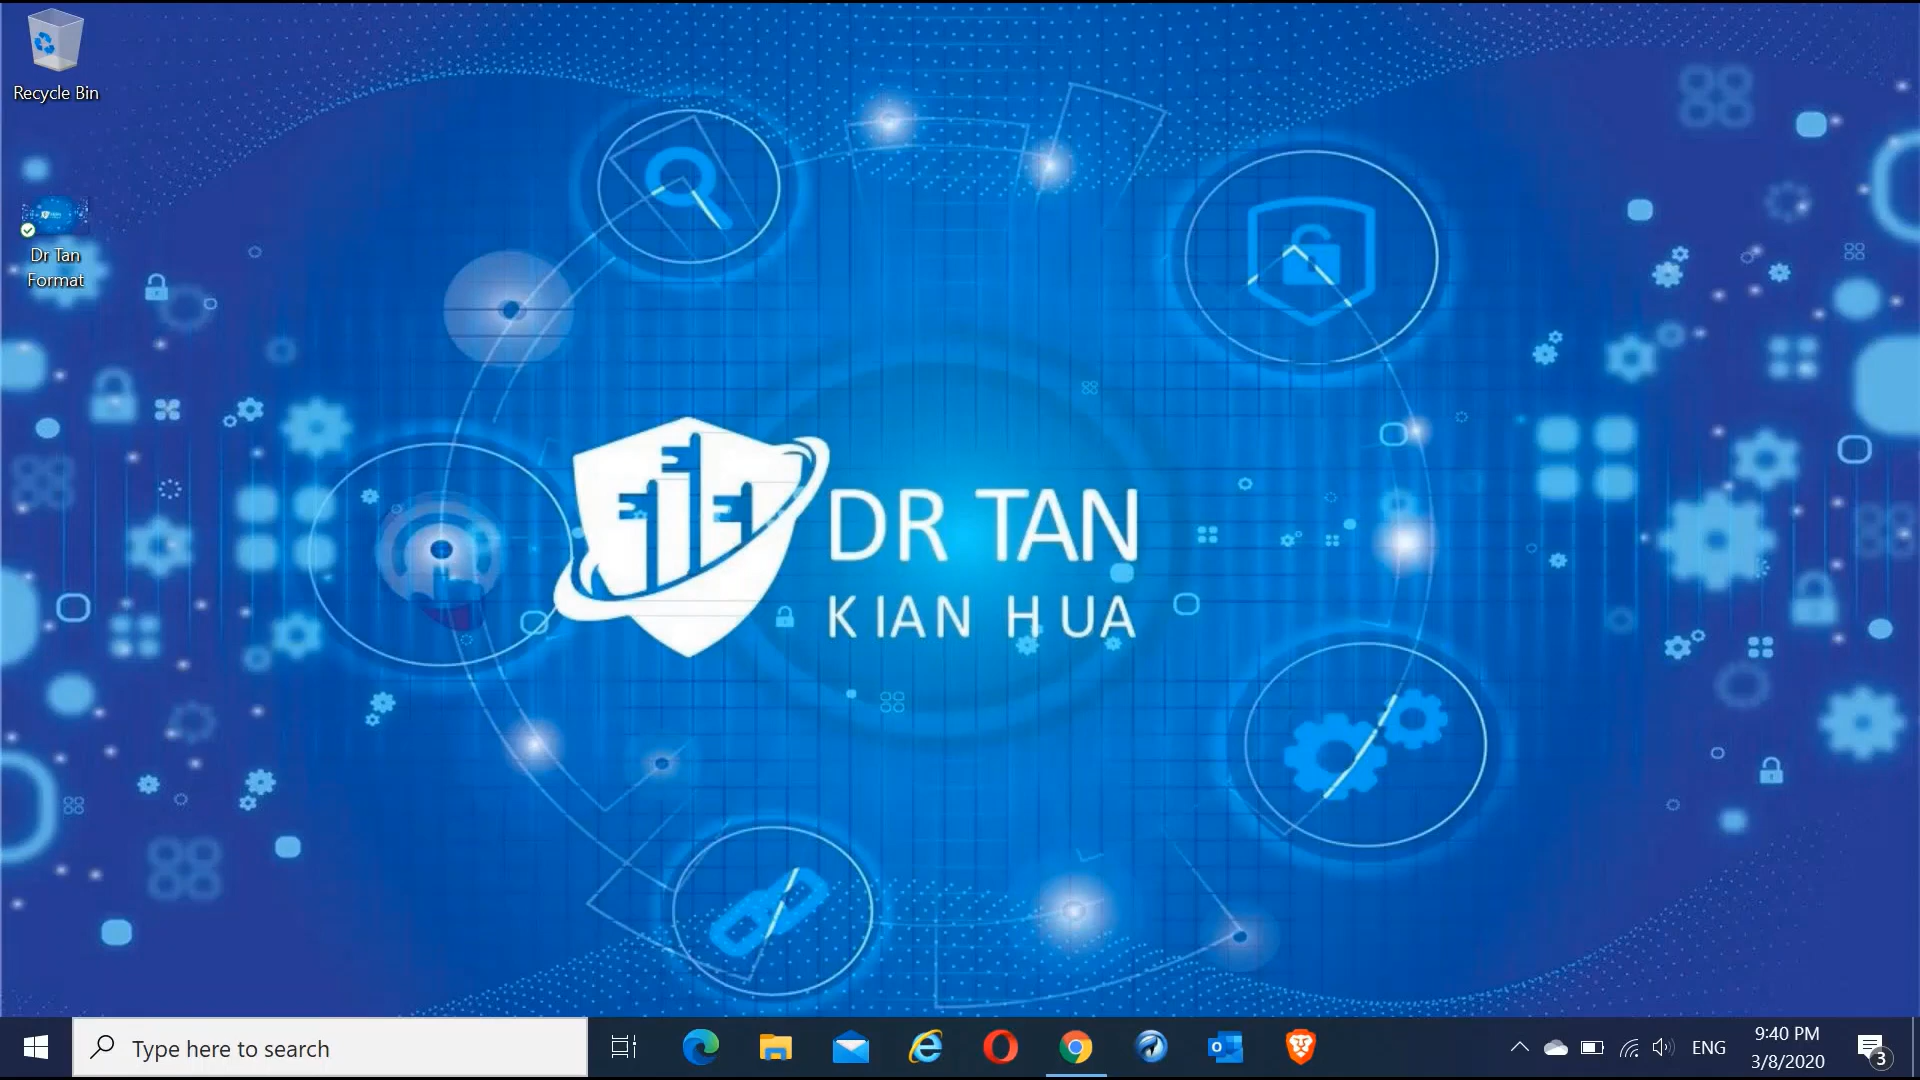 Recycle Bin
Dr Tan
Format
DR TAN
KIAN HUA
Type here to search
ENG
9:40 PM
3/8/2020
3